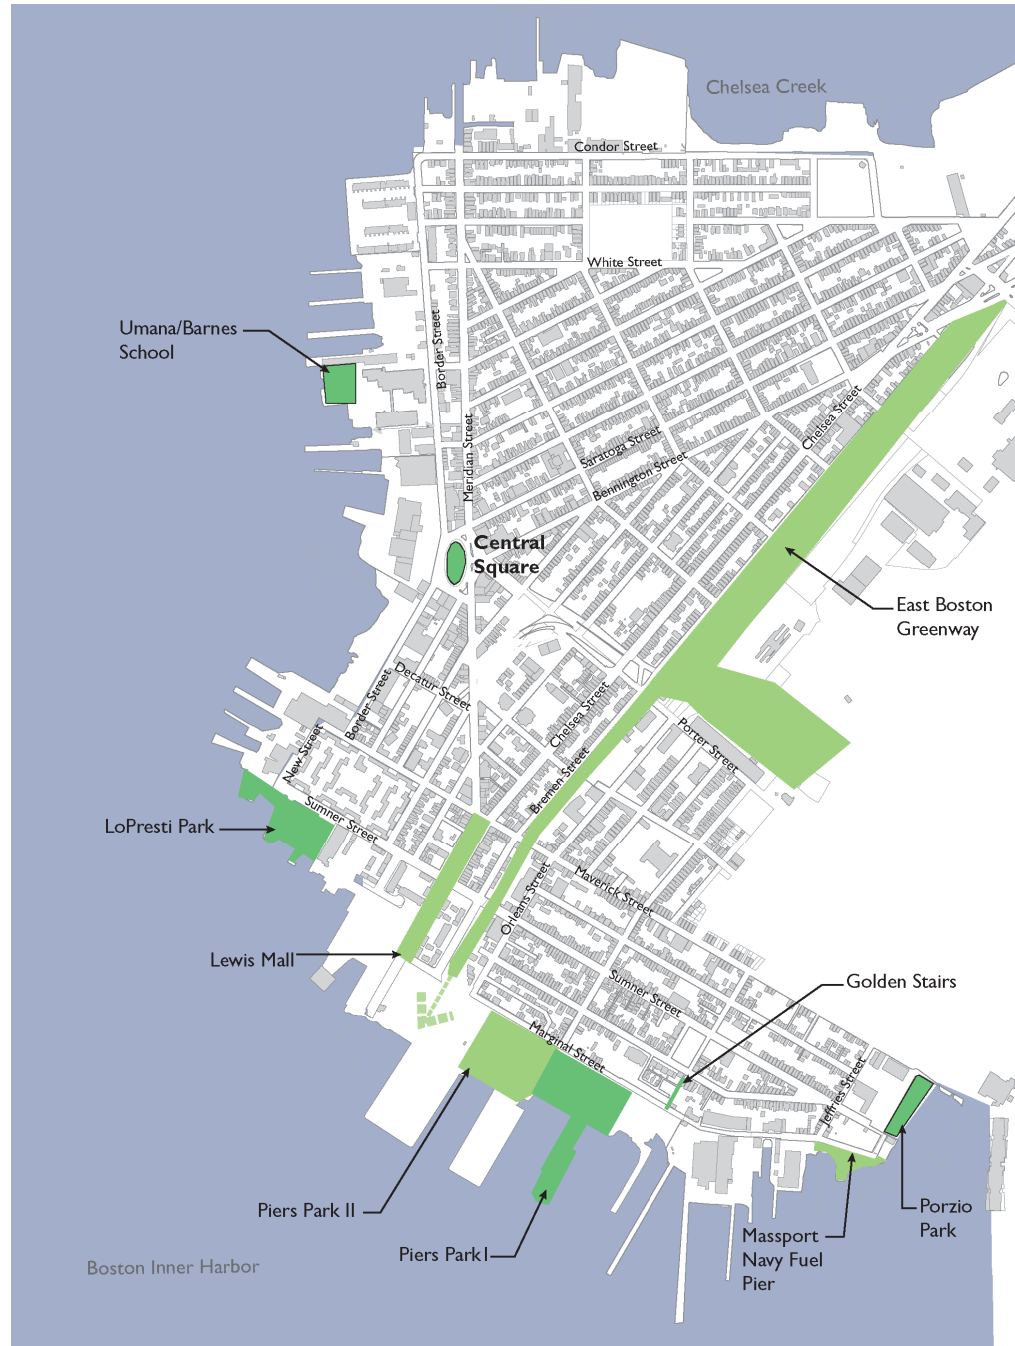 Chelsea Creek
Condor Street
White Street
Umana/Barnes
School
Border Street
Meridian Street
Chelsea Street
Saratoga Street
Bennington Street
Central
Square
East Boston
Greenway
Decatur Street
Border Street
Chelsea Street
Porter Street
New Street
Bremen Street
Sumner Street
LoPresti Park
Maverick Street
Orleans Street
Lewis Mall
Sumner Street
Golden Stairs
Marginal Street
Jeffries Street
Piers Park II
Piers Park I
Porzio
Park
Massport
Navy Fuel
Pier
Boston Inner Harbor